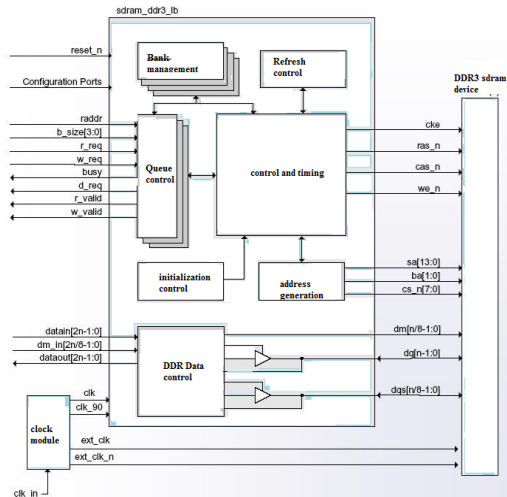 sdram_ddr3_lb
reset_n
Configuration Ports
Bank
management
Refresh
control
DDR3 sdram
device
raddr
b_size[3:0]
r_req
w_req
busy
d_req
r_valid
w_valid
Queue
control
control and timing
cke
ras_n
cas_n
we_n
initialization
control
address
generation
sa[13:0]
ba[1:0]
cs_n[7:0]
datain[2n-1:0]
dm_in[2n/8-1:0]
dataout[2n-1:0]
DDR Data
control
dm[n/8-1:0]
dq[n-1:0]
dqs[n/8-1:0]
clk
clk_90
clock
module
ext_clk
ext_clk_n
clk_in